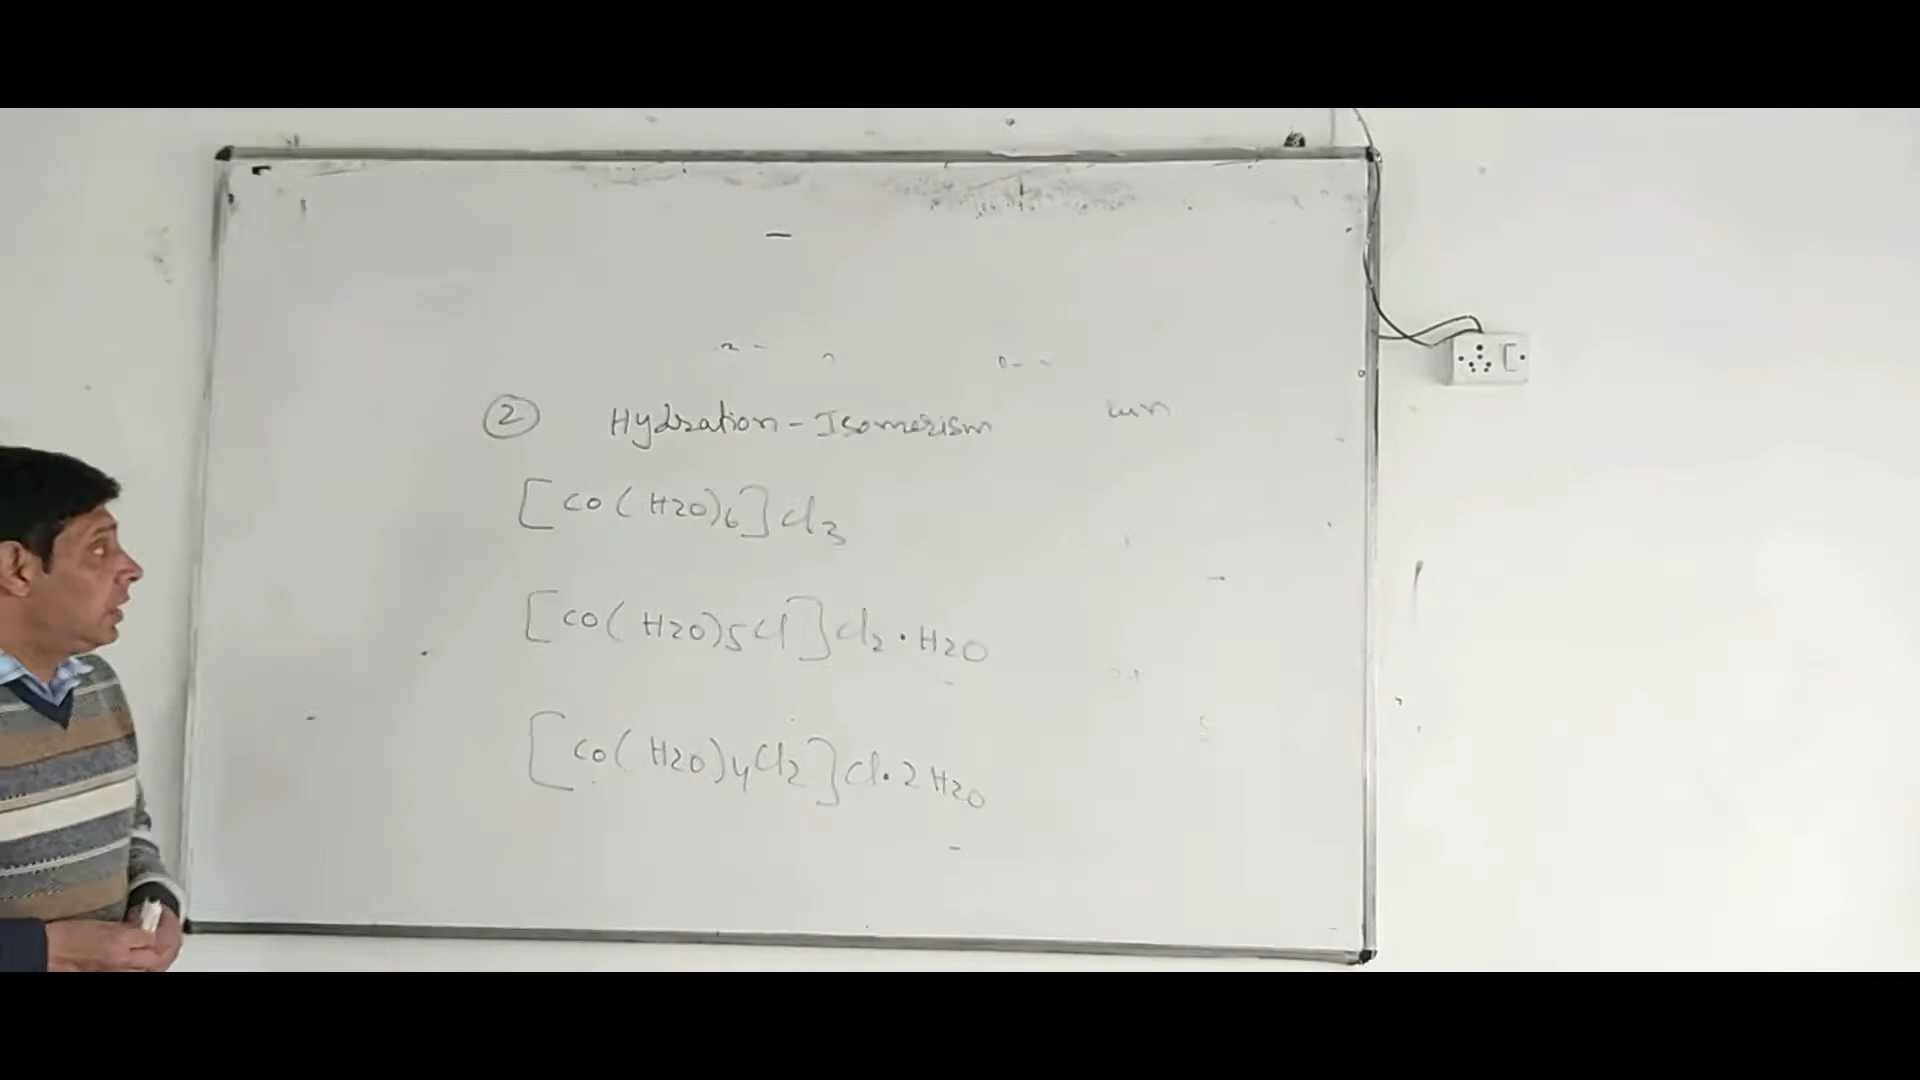 ② Hydration-Isomerism
[Co(H2O)6]Cl3
[Co(H2O)5Cl]Cl2·H2O
[Co(H2O)4Cl2]Cl·2H2O